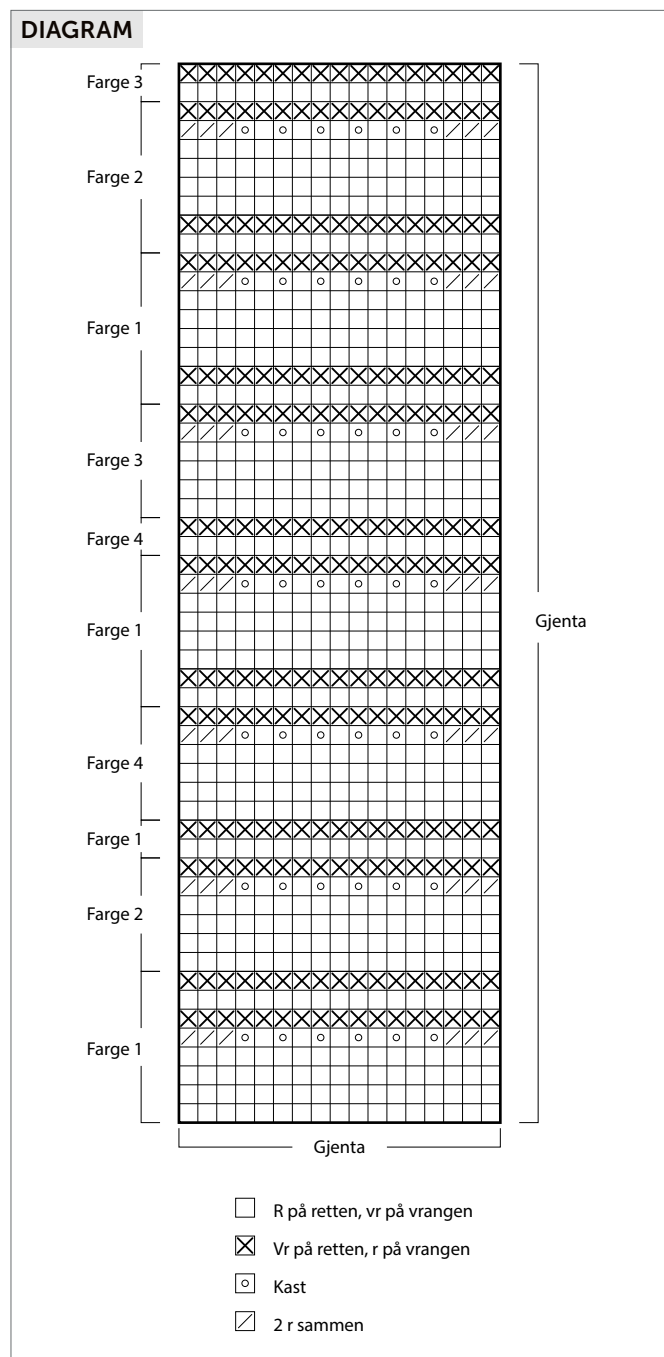 DIAGRAM
Farge 3
Farge 2
Farge 1
Farge 3
Farge 4
Farge 1
Gjenta
Farge 4
Farge 1
Farge 2
Farge 1
Gjenta
R på retten, vr på vrangen
Vr på retten, r på vrangen
Kast
2 r sammen